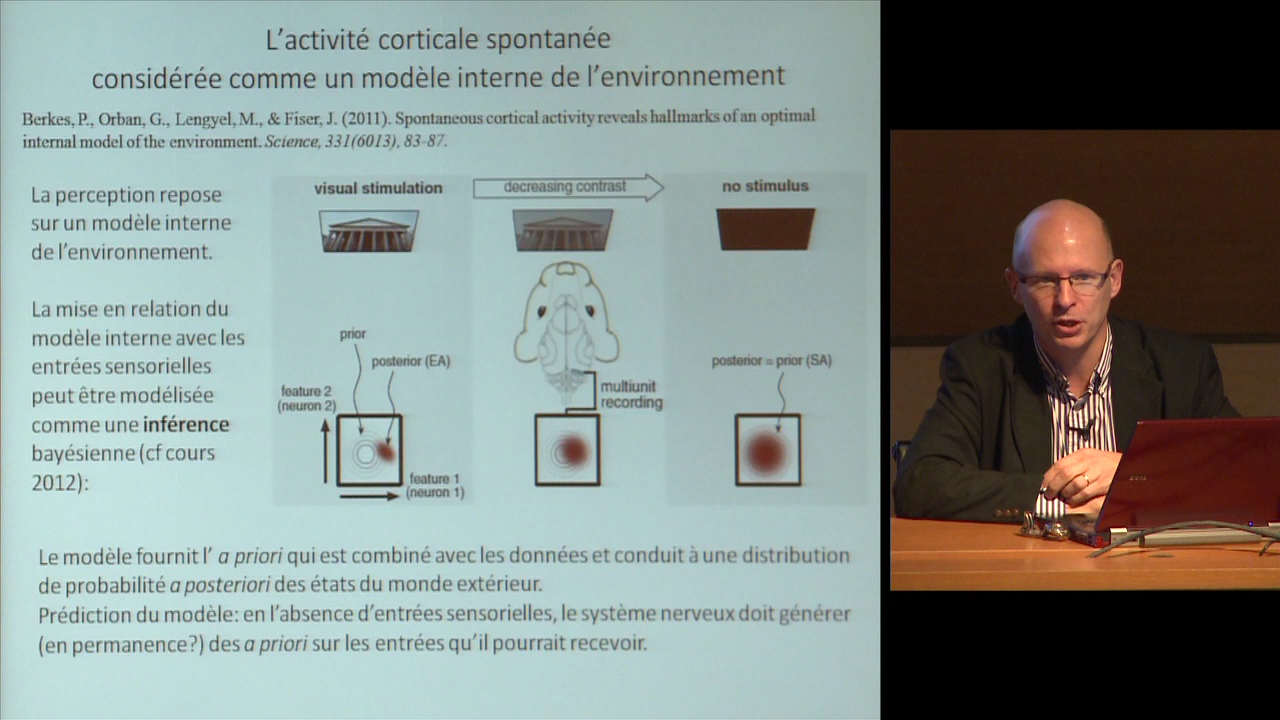 L'activité corticale spontanée
considérée comme un modèle interne de l'environnement
Berkes, P., Orban, G., Lengyel, M., & Fiser, J. (2011). Spontaneous cortical activity reveals hallmarks of an optimal
internal model of the environment. Science, 331(6013), 83-87.
La perception repose
sur un modèle interne
de l'environnement.
La mise en relation du
modèle interne avec les
entrées sensorielles
peut être modélisée
comme une inférence
bayésienne (cf cours
2012):
visual stimulation
decreasing contrast
no stimulus
prior
posterior (EA)
feature 2
(neuron 2)
feature 1
(neuron 1)
multiunit
recording
posterior = prior (SA)
Le modèle fournit l' a priori qui est combiné avec les données et conduit à une distribution
de probabilité a posteriori des états du monde extérieur.
Prédiction du modèle: en l'absence d'entrées sensorielles, le système nerveux doit générer
(en permanence?) des a priori sur les entrées qu'il pourrait recevoir.
DELL